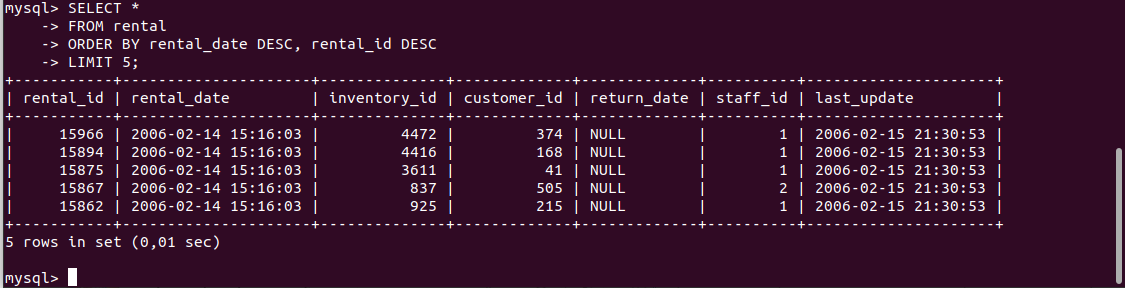 mysql> SELECT *
    -> FROM rental
    -> ORDER BY rental_date DESC, rental_id DESC
    -> LIMIT 5;
+-----------+---------------------+--------------+-------------+-------------+----------+---------------------+
| rental_id | rental_date         | inventory_id | customer_id | return_date | staff_id | last_update         |
+-----------+---------------------+--------------+-------------+-------------+----------+---------------------+
|     15966 | 2006-02-14 15:16:03 |         4472 |         374 | NULL        |        1 | 2006-02-15 21:30:53 |
|     15894 | 2006-02-14 15:16:03 |         4416 |         168 | NULL        |        1 | 2006-02-15 21:30:53 |
|     15875 | 2006-02-14 15:16:03 |         3611 |          41 | NULL        |        1 | 2006-02-15 21:30:53 |
|     15867 | 2006-02-14 15:16:03 |          837 |         505 | NULL        |        2 | 2006-02-15 21:30:53 |
|     15862 | 2006-02-14 15:16:03 |          925 |         215 | NULL        |        1 | 2006-02-15 21:30:53 |
+-----------+---------------------+--------------+-------------+-------------+----------+---------------------+
5 rows in set (0,01 sec)

mysql>